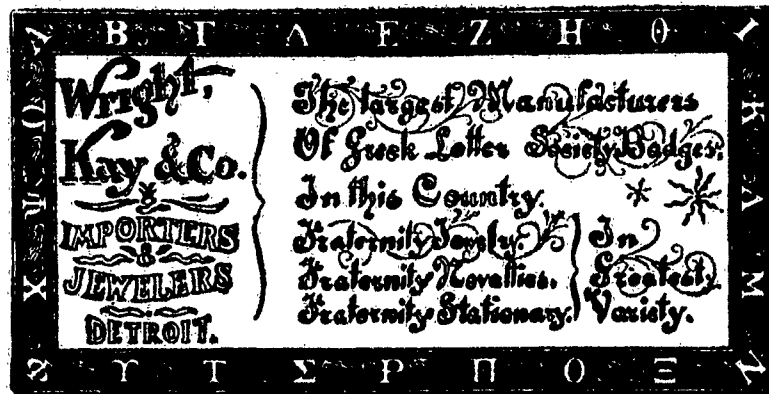 Α Β Γ Δ Ε Ζ Η Θ Ι
Κ
Λ
Μ
Ν
Ξ Ο Π Ρ Σ Τ Υ Φ
Χ
Ψ
Ω
Wright,
Kay & Co.
IMPORTERS
&
JEWELERS
DETROIT.
The largest Manufacturers
Of Greek Letter Society Badges.
In this Country.
Fraternity Jewelry.
Fraternity Novelties.
Fraternity Stationary.
In
Greatest
Variety.